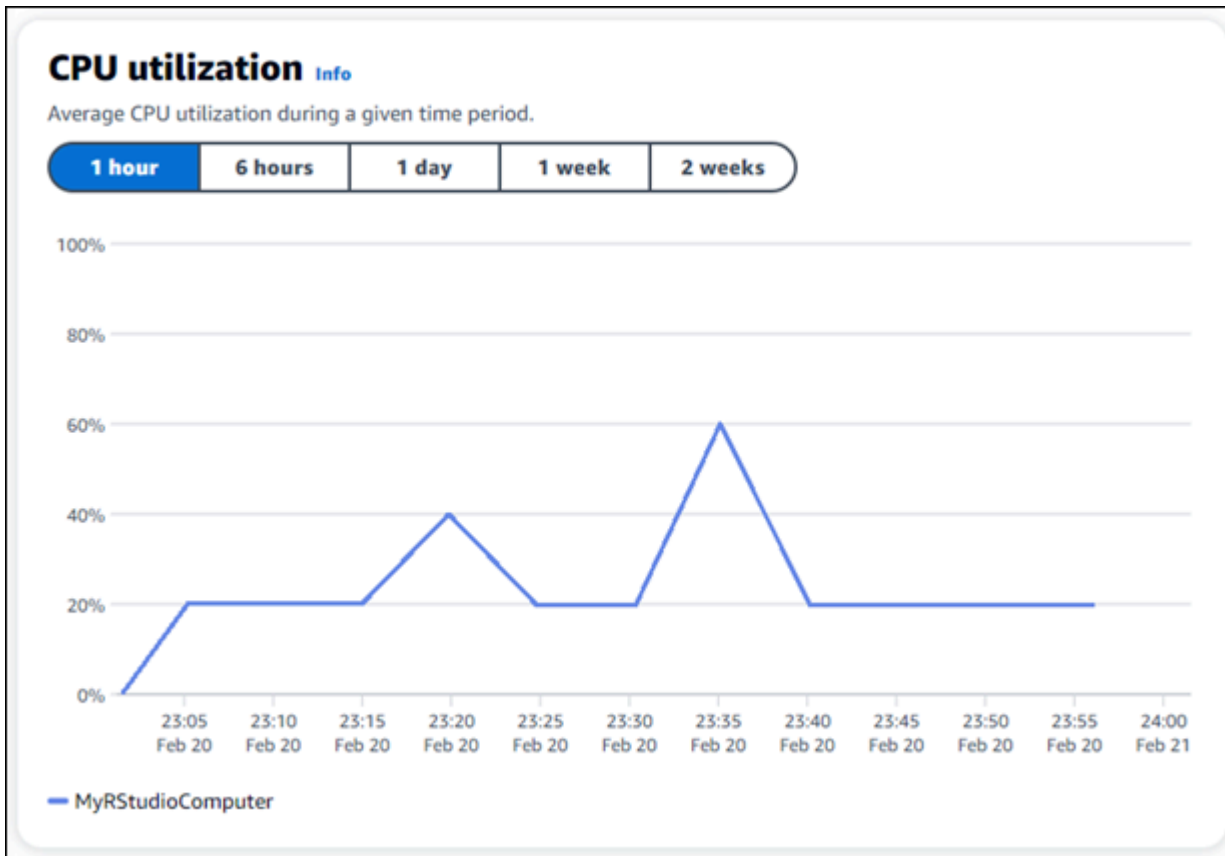 CPU utilization Info
Average CPU utilization during a given time period.
1 hour 6 hours 1 day 1 week 2 weeks
100%
80%
60%
40%
20%
0%
23:05 23:10 23:15 23:20 23:25 23:30 23:35 23:40 23:45 23:50 23:55 24:00
Feb 20 Feb 20 Feb 20 Feb 20 Feb 20 Feb 20 Feb 20 Feb 20 Feb 20 Feb 20 Feb 20 Feb 21
MyRStudioComputer